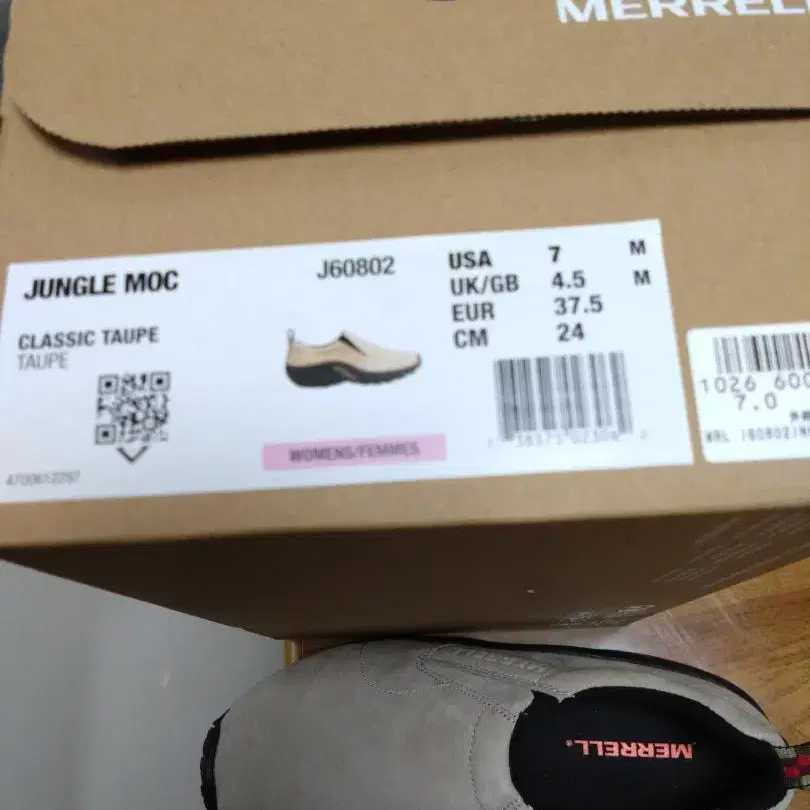 MERRELL
JUNGLE MOC
J60802
CLASSIC TAUPE
TAUPE
WOMENS/FEMMES
USA 7 M
UK/GB 4.5 M
EUR 37.5
CM 24
1026 600
7.0
MERRELL
MERRELL